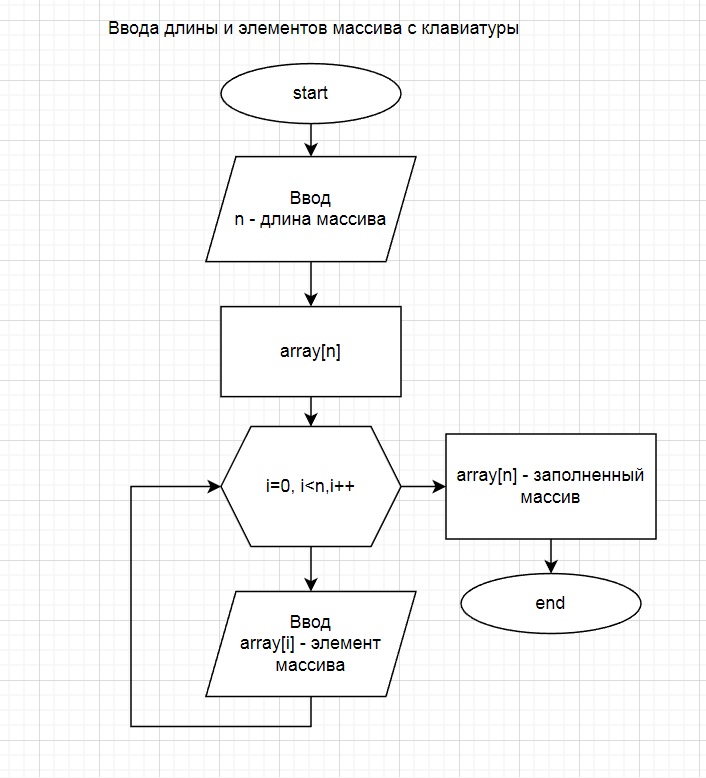 Ввода длины и элементов массива с клавиатуры
start
Ввод
n - длина массива
array[n]
i=0, i<n,i++
array[n] - заполненный
массив
end
Ввод
array[i] - элемент
массива